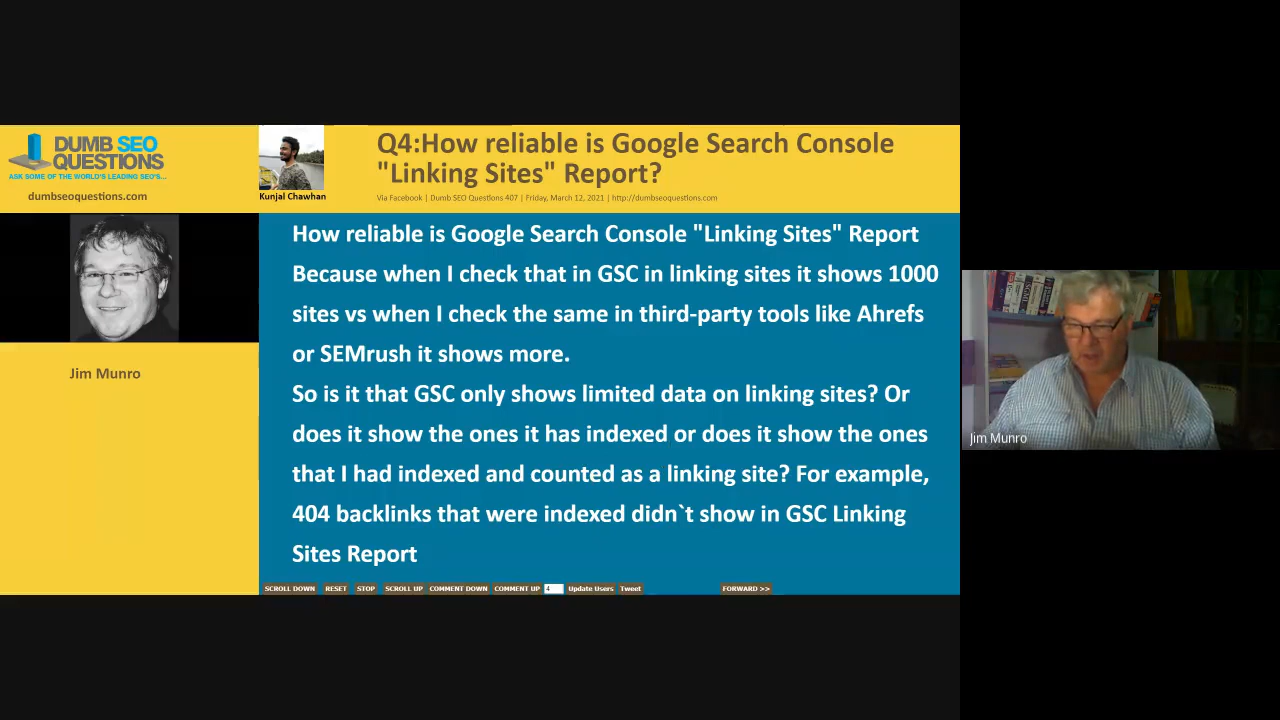 DUMB SEO
QUESTIONS
ASK SOME OF THE WORLD'S LEADING SEO'S...
dumbseoquestions.com
Kunjal Chawhan
Q4:How reliable is Google Search Console
"Linking Sites" Report?
Via Facebook | Dumb SEO Questions 407 | Friday, March 12, 2021 | http://dumbseoquestions.com
Jim Munro
How reliable is Google Search Console "Linking Sites" Report
Because when I check that in GSC in linking sites it shows 1000
sites vs when I check the same in third-party tools like Ahrefs
or SEMrush it shows more.
So is it that GSC only shows limited data on linking sites? Or
does it show the ones it has indexed or does it show the ones
that I had indexed and counted as a linking site? For example,
404 backlinks that were indexed didn`t show in GSC Linking
Sites Report
SCROLL DOWN RESET STOP SCROLL UP COMMENT DOWN COMMENT UP 4 Update Users Tweet FORWARD >>
Jim Munro